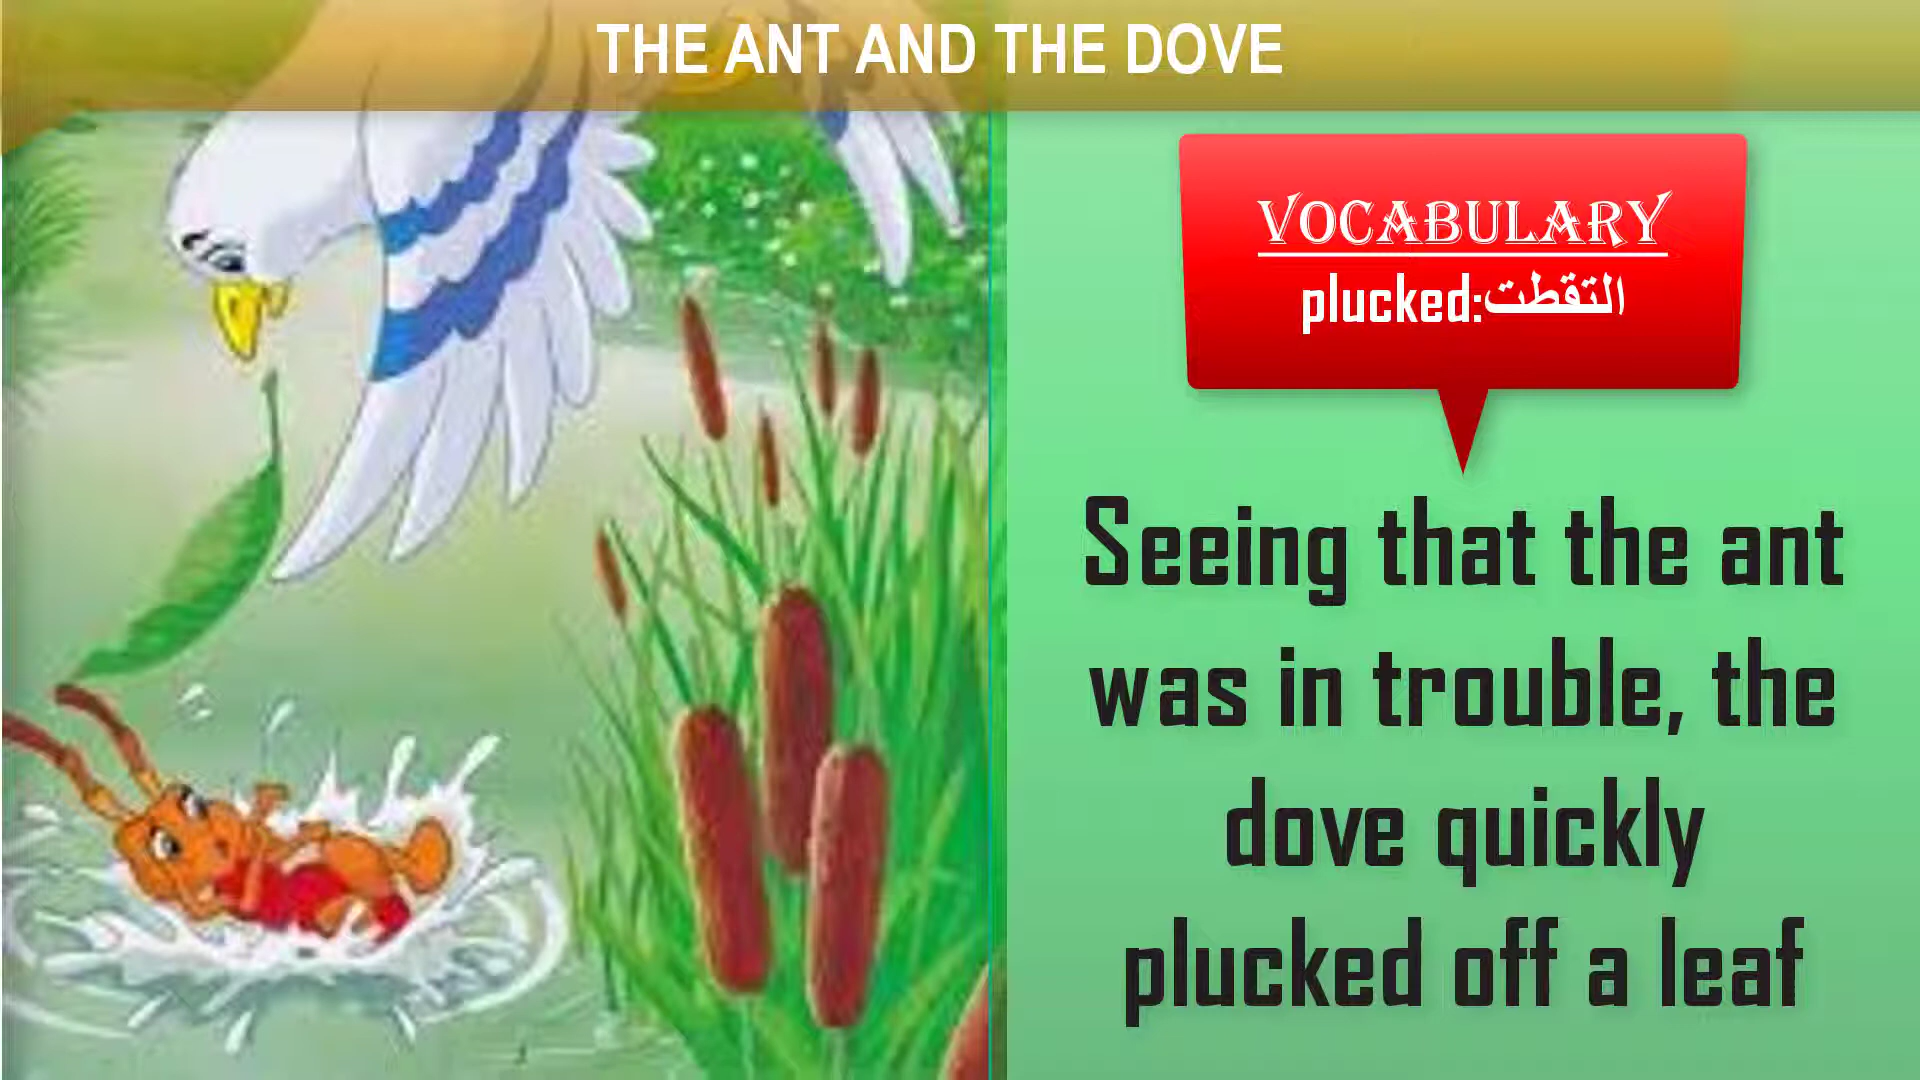 THE ANT AND THE DOVE
VOCABULARY
plucked:التقطت
Seeing that the ant
was in trouble, the
dove quickly
plucked off a leaf